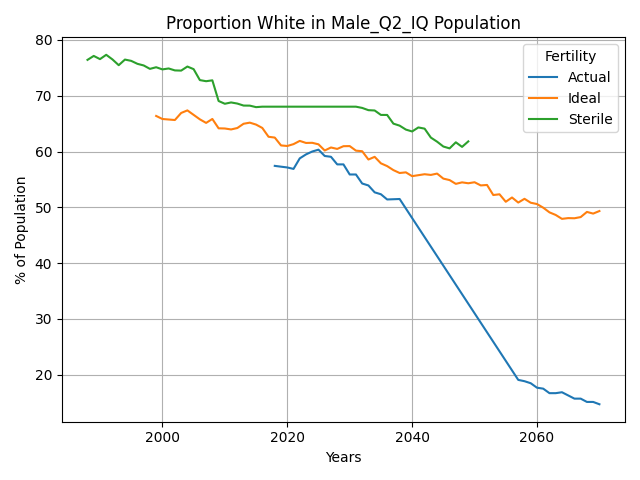 Proportion White in Male_Q2_IQ Population
Fertility
Actual
Ideal
Sterile
% of Population
80
70
60
50
40
30
20
2000
2020
2040
2060
Years